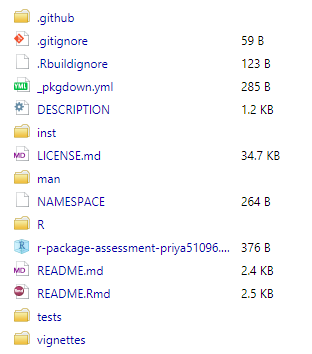 .github
.gitignore 59 B
.Rbuildignore 123 B
_pkgdown.yml 285 B
DESCRIPTION 1.2 KB
inst
LICENSE.md 34.7 KB
man
NAMESPACE 264 B
R
r-package-assessment-priya51096.... 376 B
README.md 2.4 KB
README.Rmd 2.5 KB
tests
vignettes